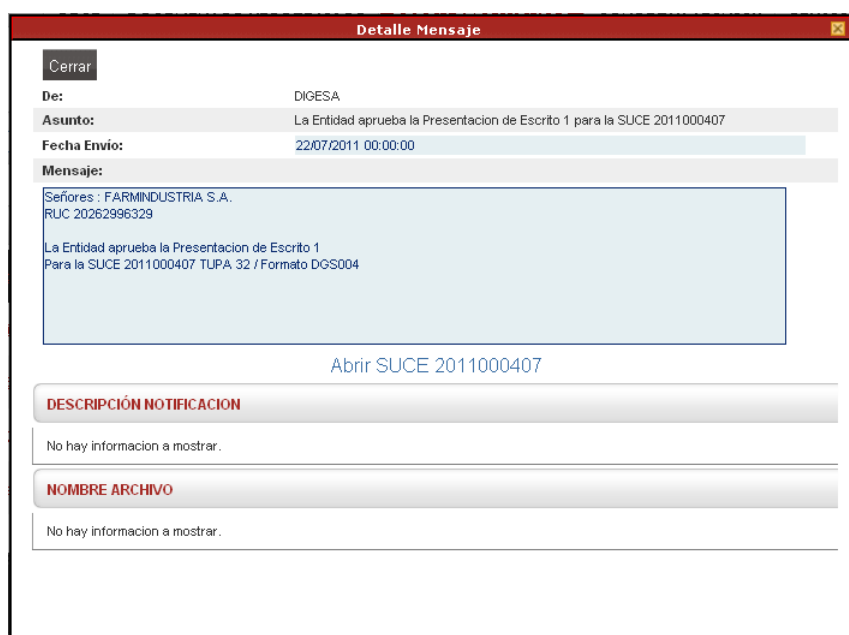 Detalle Mensaje
Cerrar
De: DIGESA
Asunto: La Entidad aprueba la Presentacion de Escrito 1 para la SUCE 2011000407
Fecha Envío: 22/07/2011 00:00:00
Mensaje:
Señores : FARMINDUSTRIA S.A.
RUC 20262996329
La Entidad aprueba la Presentacion de Escrito 1
Para la SUCE 2011000407 TUPA 32 / Formato DGS004
Abrir SUCE 2011000407
DESCRIPCIÓN NOTIFICACION
No hay informacion a mostrar.
NOMBRE ARCHIVO
No hay informacion a mostrar.